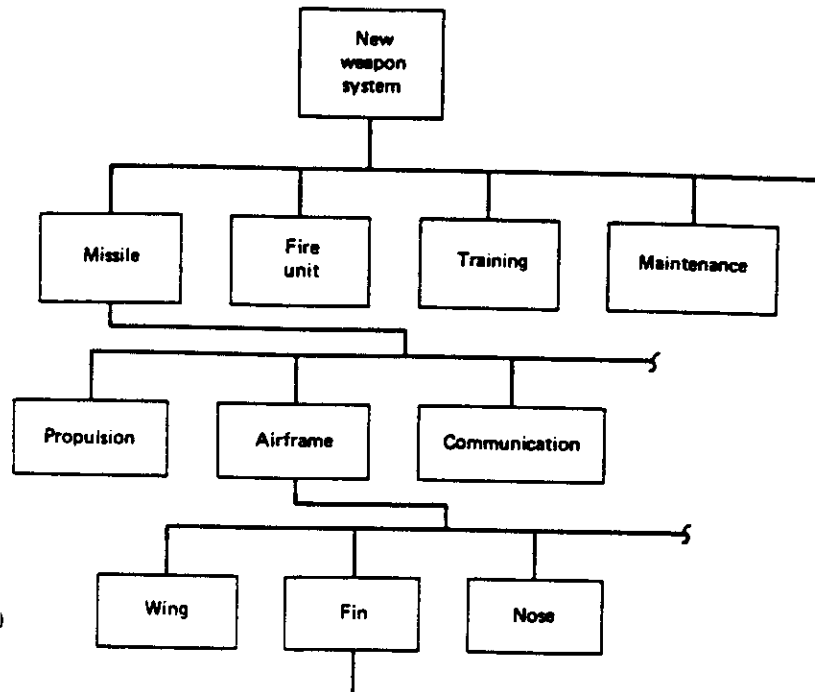 New
weapon
system
Missile
Fire
unit
Training
Maintenance
Propulsion
Airframe
Communication
Wing
Fin
Nose
)